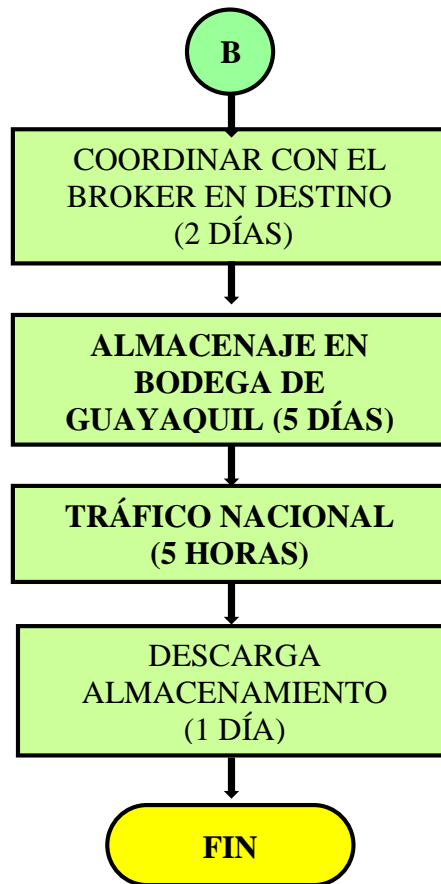 B
COORDINAR CON EL
BROKER EN DESTINO
(2 DÍAS)
ALMACENAJE EN
BODEGA DE
GUAYAQUIL (5 DÍAS)
TRÁFICO NACIONAL
(5 HORAS)
DESCARGA
ALMACENAMIENTO
(1 DÍA)
FIN